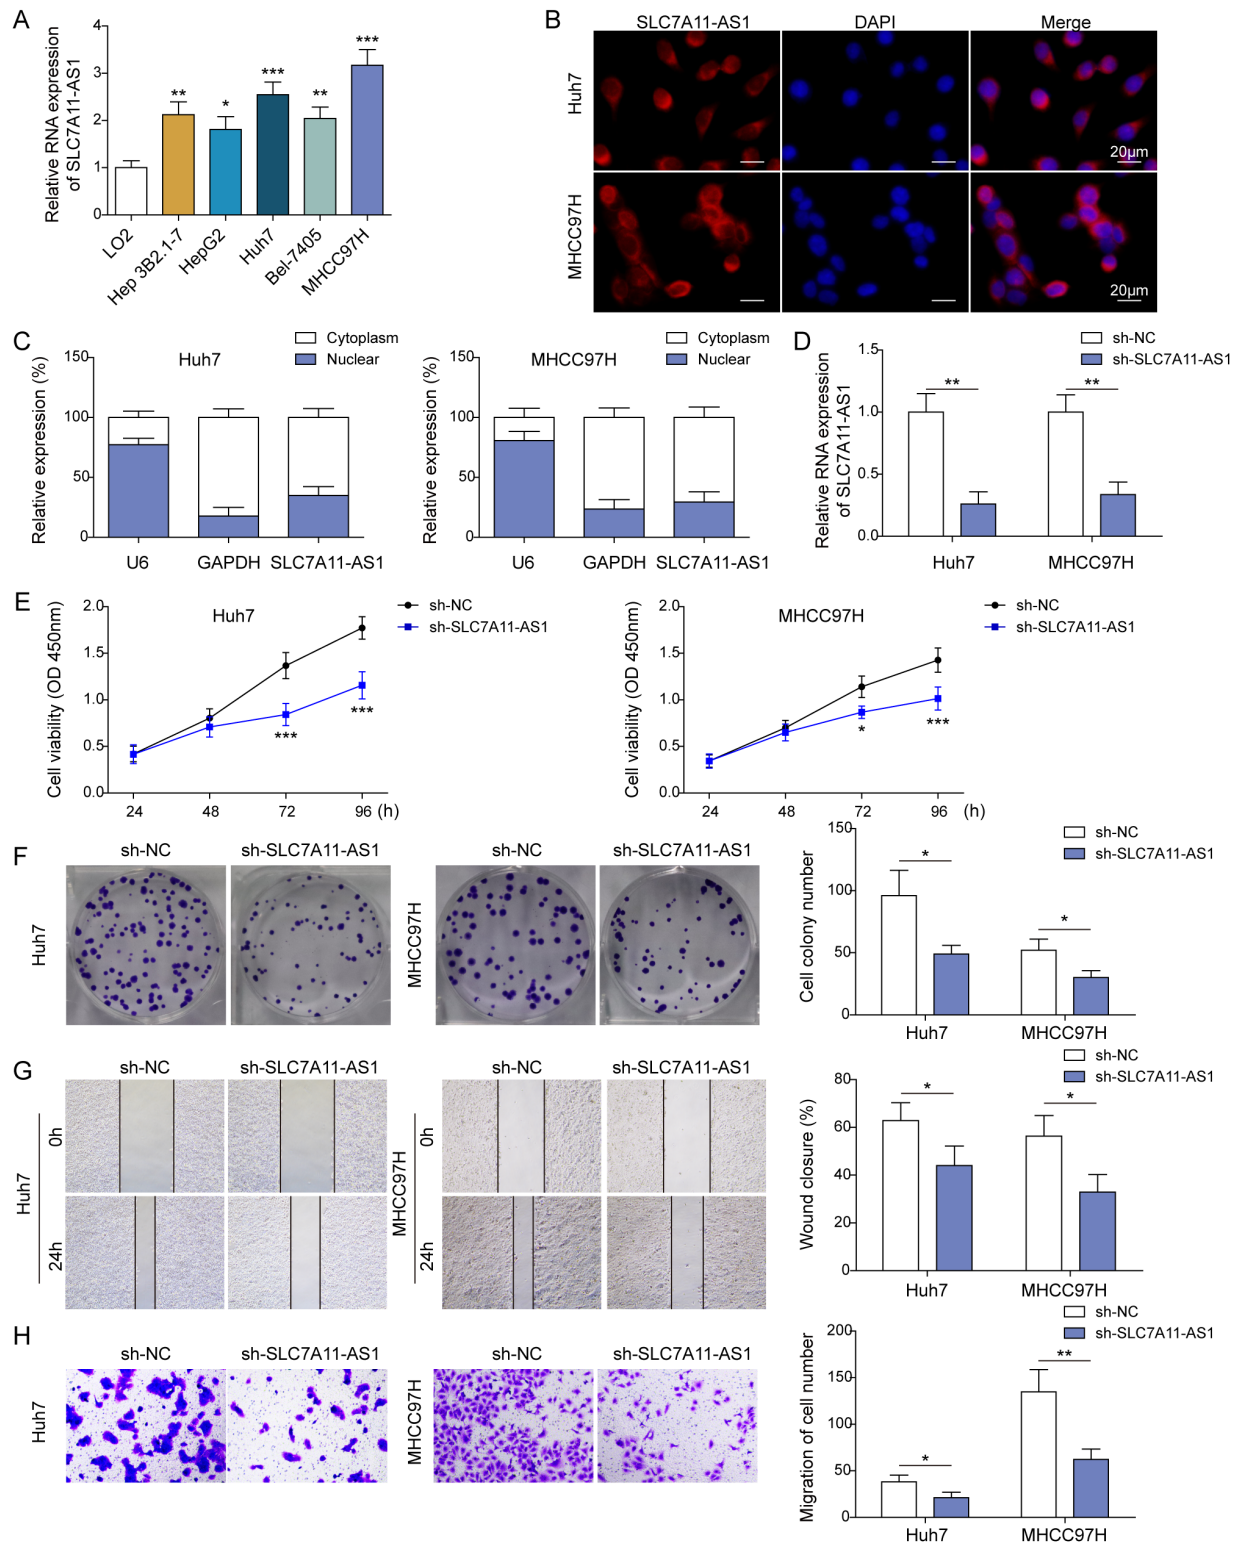 A
Relative RNA expression
of SLC7A11-AS1
4
3
2
1
0
**
*
***
**
***
LO2
Hep 3B2.1-7
HepG2
Huh7
Bel-7405
MHCC97H
B
SLC7A11-AS1
DAPI
Merge
Huh7
20μm
MHCC97H
20μm
C
Relative expression (%)
150
100
50
0
Huh7
Cytoplasm
Nuclear
U6
GAPDH
SLC7A11-AS1
Relative expression (%)
150
100
50
0
MHCC97H
Cytoplasm
Nuclear
U6
GAPDH
SLC7A11-AS1
D
sh-NC
sh-SLC7A11-AS1
Relative RNA expression
of SLC7A11-AS1
1.5
1.0
0.5
0.0
**
**
Huh7
MHCC97H
E
Cell viability (OD 450nm)
2.0
1.5
1.0
0.5
0.0
Huh7
sh-NC
sh-SLC7A11-AS1
***
***
24
48
72
96
(h)
Cell viability (OD 450nm)
2.0
1.5
1.0
0.5
0.0
MHCC97H
sh-NC
sh-SLC7A11-AS1
*
***
24
48
72
96
(h)
F
sh-NC
sh-SLC7A11-AS1
Huh7
sh-NC
sh-SLC7A11-AS1
MHCC97H
Cell colony number
150
100
50
0
sh-NC
sh-SLC7A11-AS1
*
*
Huh7
MHCC97H
G
sh-NC
sh-SLC7A11-AS1
Huh7
0h
24h
sh-NC
sh-SLC7A11-AS1
MHCC97H
0h
24h
Wound closure (%)
80
60
40
20
0
sh-NC
sh-SLC7A11-AS1
*
*
Huh7
MHCC97H
H
sh-NC
sh-SLC7A11-AS1
Huh7
sh-NC
sh-SLC7A11-AS1
MHCC97H
Migration of cell number
200
150
100
50
0
sh-NC
sh-SLC7A11-AS1
*
**
Huh7
MHCC97H